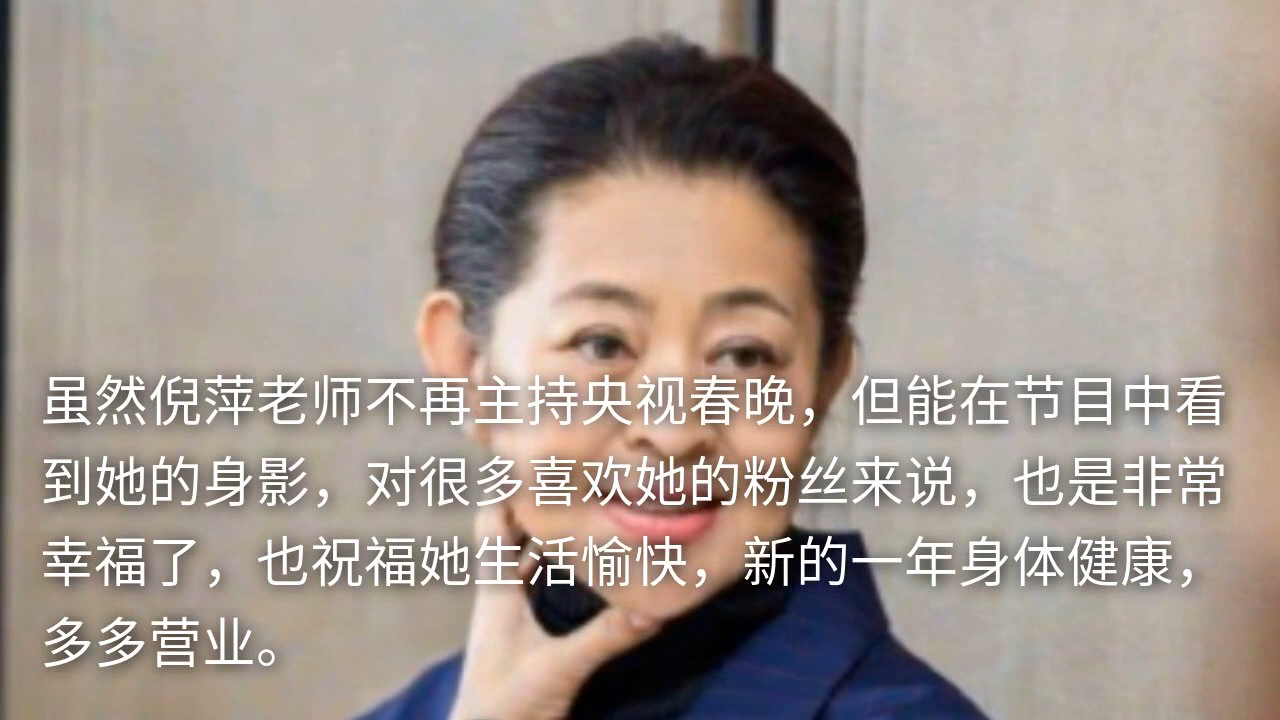 虽然倪萍老师不再主持央视春晚，但能在节目中看
到她的身影，对很多喜欢她的粉丝来说，也是非常
幸福了，也祝福她生活愉快，新的一年身体健康，
多多营业。